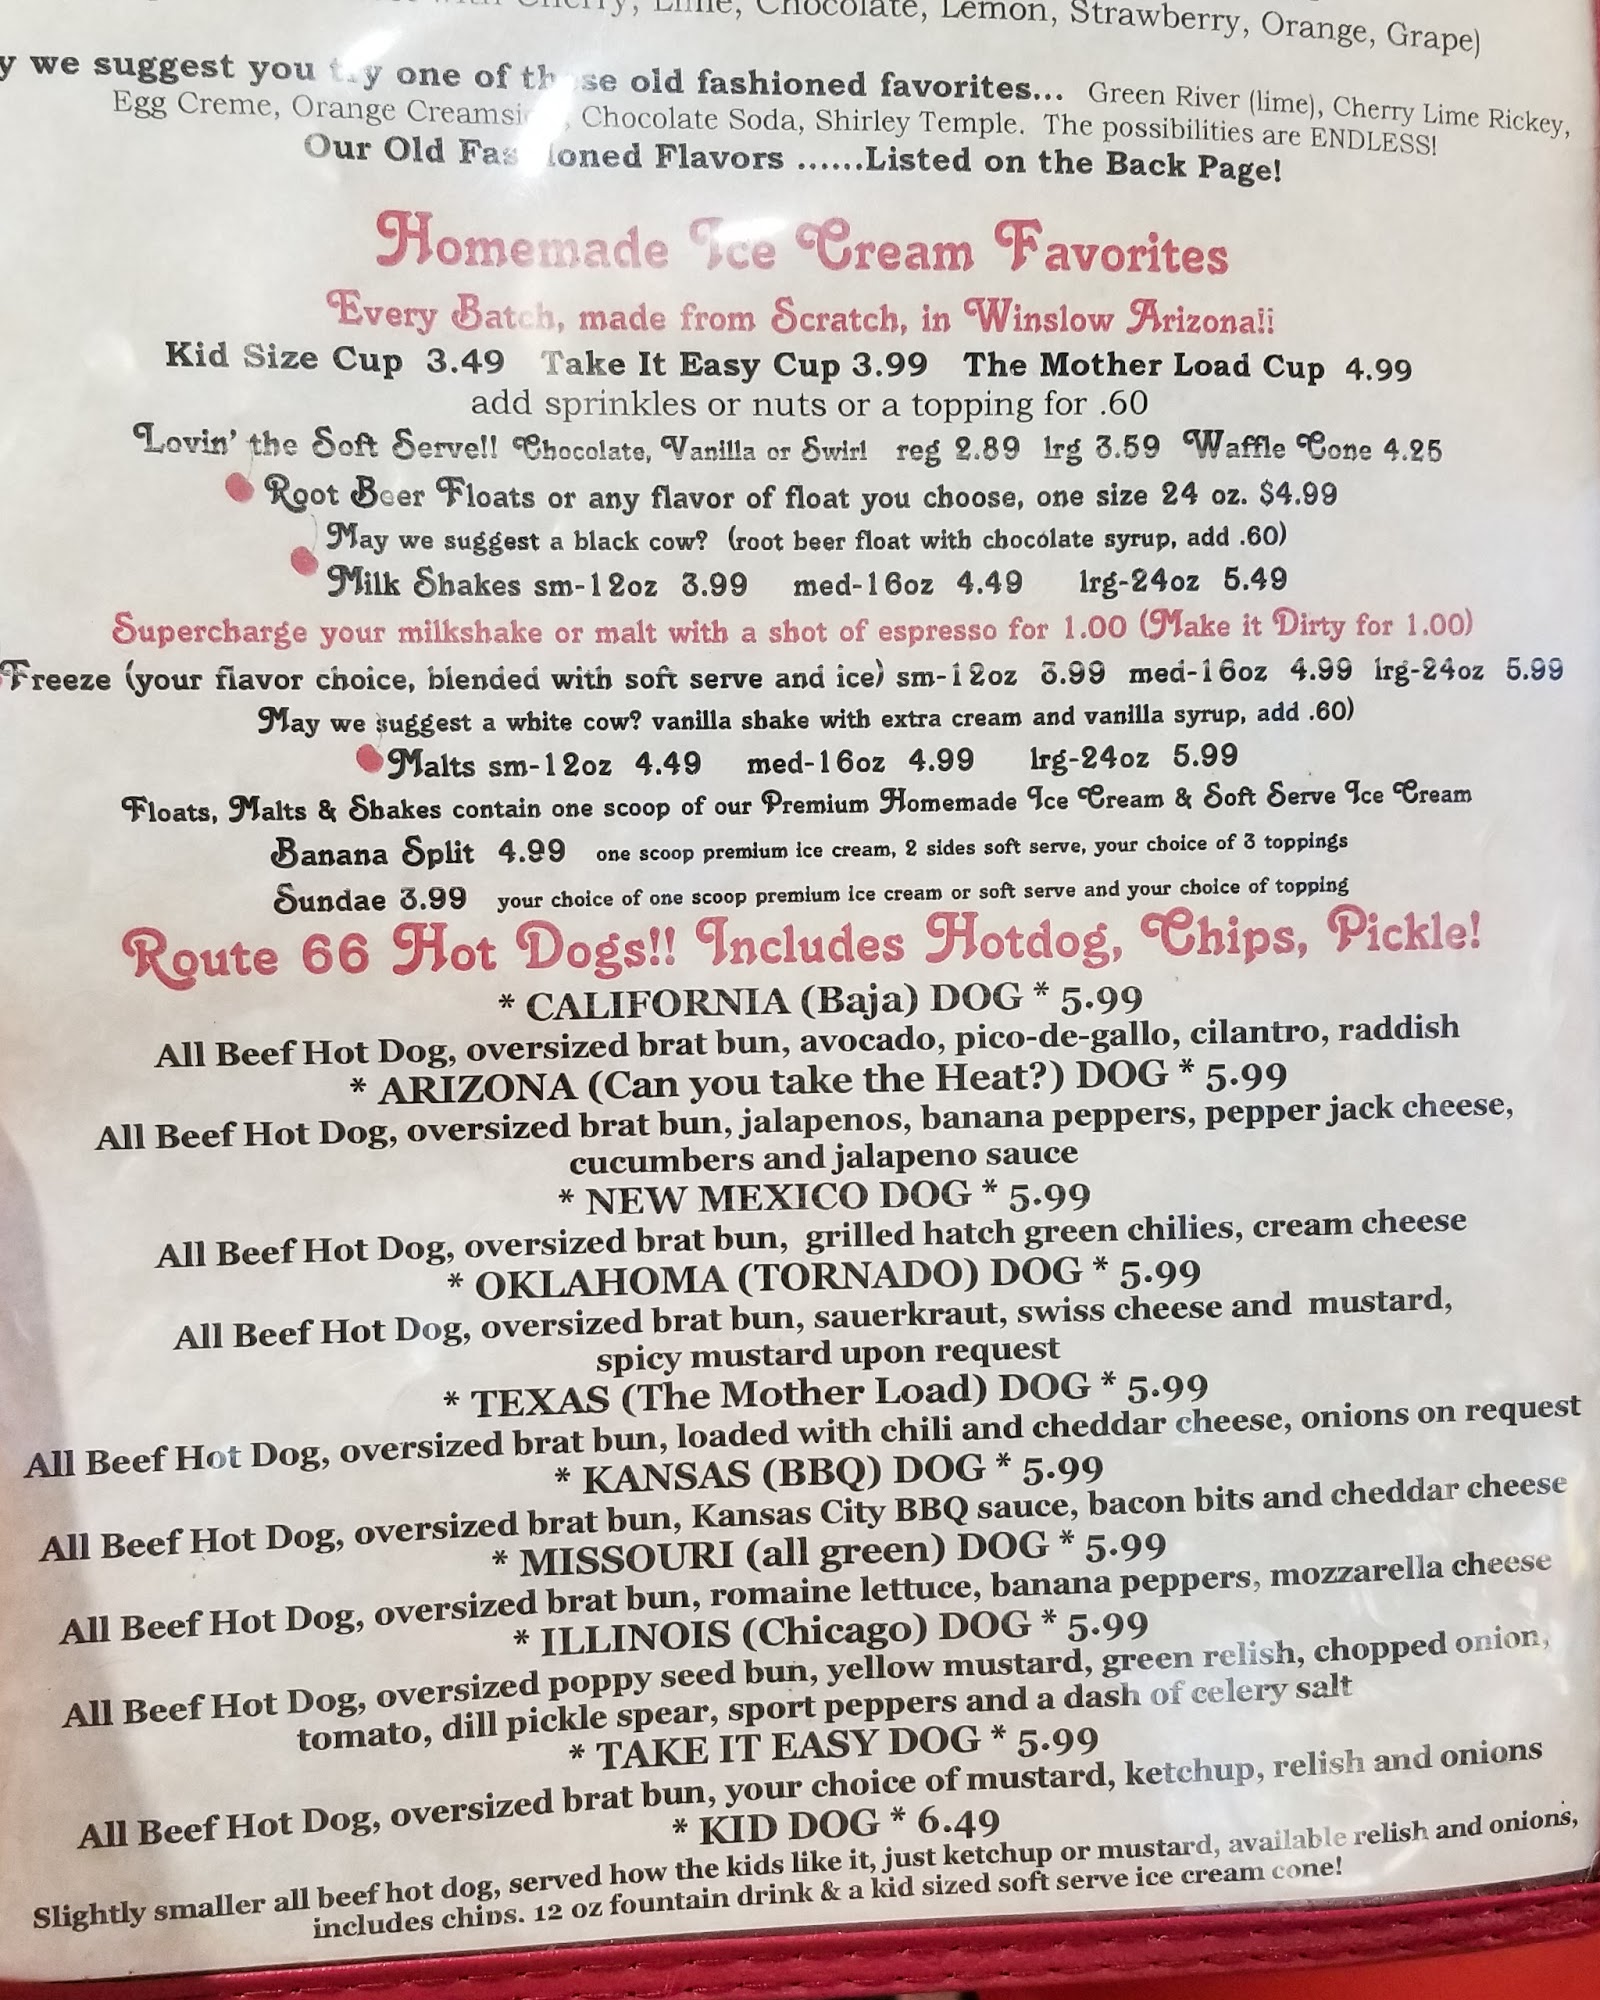 Cherry, Lime, Chocolate, Lemon, Strawberry, Orange, Grape)
y we suggest you try one of these old fashioned favorites... Green River (lime), Cherry Lime Rickey,
Egg Creme, Orange Creamsi , Chocolate Soda, Shirley Temple. The possibilities are ENDLESS!
Our Old Fashioned Flavors ......Listed on the Back Page!
Homemade Ice Cream Favorites
Every Batch, made from Scratch, in Winslow Arizona!!
Kid Size Cup 3.49 Take It Easy Cup 3.99 The Mother Load Cup 4.99
add sprinkles or nuts or a topping for .60
Lovin' the Soft Serve!! Chocolate, Vanilla or Swirl reg 2.89 lrg 3.59 Waffle Cone 4.25
Root Beer Floats or any flavor of float you choose, one size 24 oz. $4.99
May we suggest a black cow? (root beer float with chocolate syrup, add .60)
Milk Shakes sm-12oz 3.99 med-16oz 4.49 lrg-24oz 5.49
Supercharge your milkshake or malt with a shot of espresso for 1.00 (Make it Dirty for 1.00)
Freeze (your flavor choice, blended with soft serve and ice) sm-12oz 3.99 med-16oz 4.99 lrg-24oz 5.99
May we suggest a white cow? vanilla shake with extra cream and vanilla syrup, add .60)
Malts sm-12oz 4.49 med-16oz 4.99 lrg-24oz 5.99
Floats, Malts & Shakes contain one scoop of our Premium Homemade Ice Cream & Soft Serve Ice Cream
Banana Split 4.99 one scoop premium ice cream, 2 sides soft serve, your choice of 3 toppings
Sundae 3.99 your choice of one scoop premium ice cream or soft serve and your choice of topping
Route 66 Hot Dogs!! Includes Hotdog, Chips, Pickle!
* CALIFORNIA (Baja) DOG * 5.99
All Beef Hot Dog, oversized brat bun, avocado, pico-de-gallo, cilantro, raddish
* ARIZONA (Can you take the Heat?) DOG * 5.99
All Beef Hot Dog, oversized brat bun, jalapenos, banana peppers, pepper jack cheese,
cucumbers and jalapeno sauce
* NEW MEXICO DOG * 5.99
All Beef Hot Dog, oversized brat bun, grilled hatch green chilies, cream cheese
* OKLAHOMA (TORNADO) DOG * 5.99
All Beef Hot Dog, oversized brat bun, sauerkraut, swiss cheese and mustard,
spicy mustard upon request
* TEXAS (The Mother Load) DOG * 5.99
All Beef Hot Dog, oversized brat bun, loaded with chili and cheddar cheese, onions on request
* KANSAS (BBQ) DOG * 5.99
All Beef Hot Dog, oversized brat bun, Kansas City BBQ sauce, bacon bits and cheddar cheese
* MISSOURI (all green) DOG * 5.99
All Beef Hot Dog, oversized brat bun, romaine lettuce, banana peppers, mozzarella cheese
* ILLINOIS (Chicago) DOG * 5.99
All Beef Hot Dog, oversized poppy seed bun, yellow mustard, green relish, chopped onion,
tomato, dill pickle spear, sport peppers and a dash of celery salt
* TAKE IT EASY DOG * 5.99
All Beef Hot Dog, oversized brat bun, your choice of mustard, ketchup, relish and onions
* KID DOG * 6.49
Slightly smaller all beef hot dog, served how the kids like it, just ketchup or mustard, available relish and onions,
includes chips. 12 oz fountain drink & a kid sized soft serve ice cream cone!